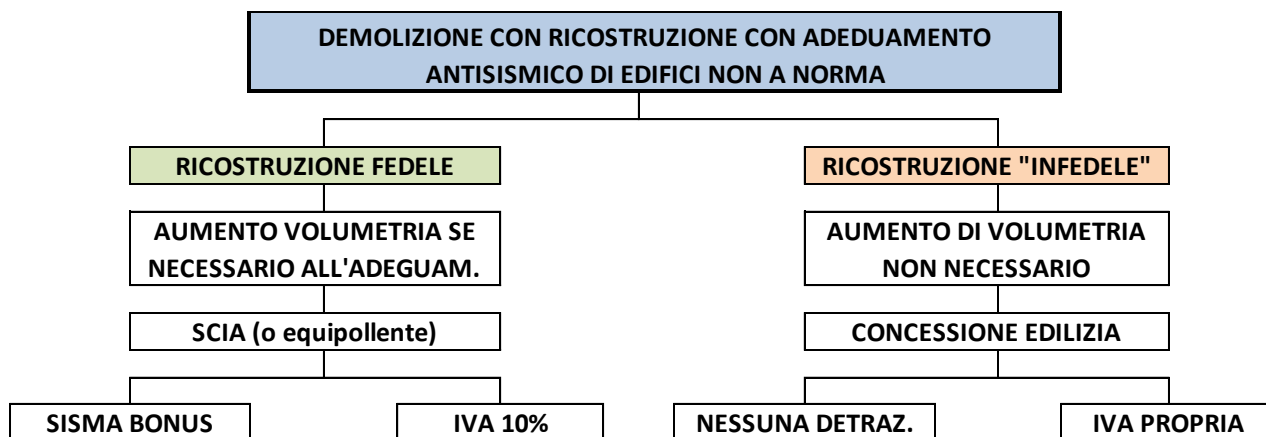 DEMOLIZIONE CON RICOSTRUZIONE CON ADEDUAMENTO
ANTISISMICO DI EDIFICI NON A NORMA
RICOSTRUZIONE FEDELE
RICOSTRUZIONE "INFEDELE"
AUMENTO VOLUMETRIA SE
NECESSARIO ALL'ADEGUAM.
AUMENTO DI VOLUMETRIA
NON NECESSARIO
SCIA (o equipollente)
CONCESSIONE EDILIZIA
SISMA BONUS
IVA 10%
NESSUNA DETRAZ.
IVA PROPRIA